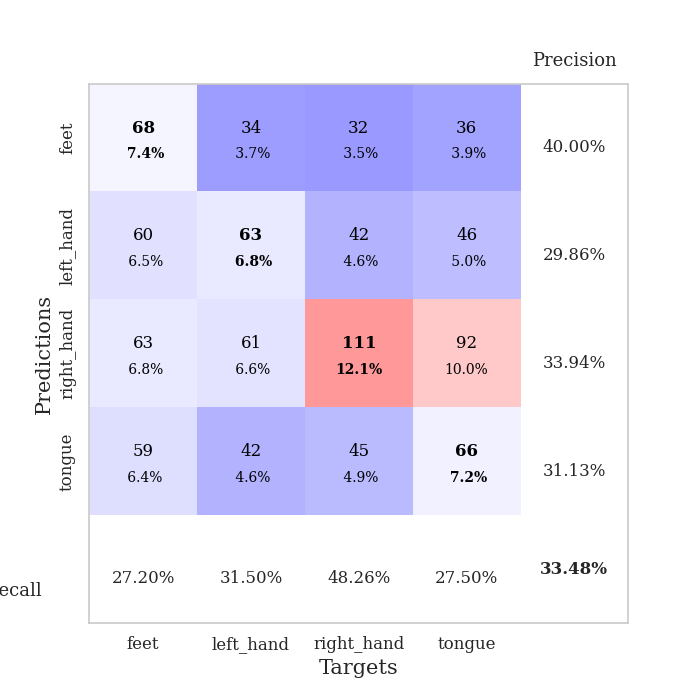 Precision
feet
68 34 32 36
7.4% 3.7% 3.5% 3.9%
40.00%
left_hand
60 63 42 46
6.5% 6.8% 4.6% 5.0%
29.86%
right_hand
63 61 111 92
6.8% 6.6% 12.1% 10.0%
33.94%
tongue
59 42 45 66
6.4% 4.6% 4.9% 7.2%
31.13%
Predictions
ecall
27.20% 31.50% 48.26% 27.50% 33.48%
feet left_hand right_hand tongue
Targets